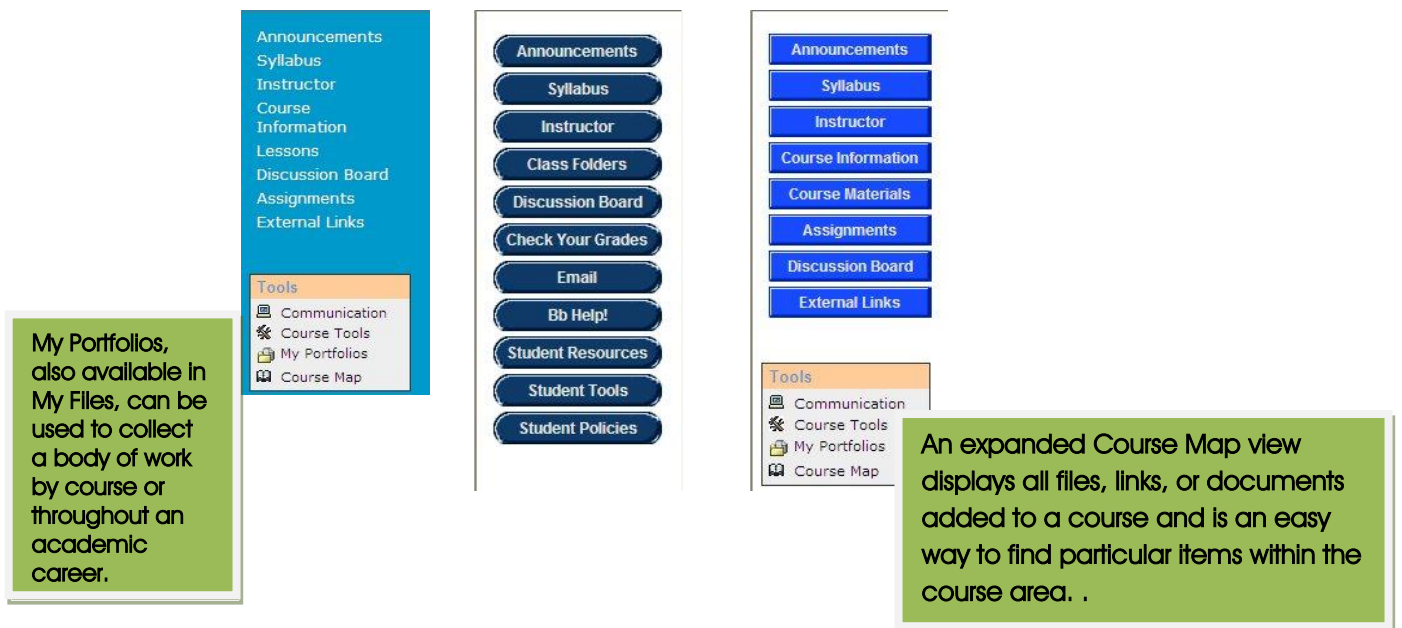 Announcements
Syllabus
Instructor
Course
Information
Lessons
Discussion Board
Assignments
External Links
Tools
Communication
Course Tools
My Portfolios
Course Map
My Portfolios,
also available in
My Files, can be
used to collect
a body of work
by course or
throughout an
academic
career.
Announcements
Syllabus
Instructor
Class Folders
Discussion Board
Check Your Grades
Email
Bb Help!
Student Resources
Student Tools
Student Policies
Announcements
Syllabus
Instructor
Course Information
Course Materials
Assignments
Discussion Board
External Links
Tools
Communication
Course Tools
My Portfolios
Course Map
An expanded Course Map view
displays all files, links, or documents
added to a course and is an easy
way to find particular items within the
course area. .